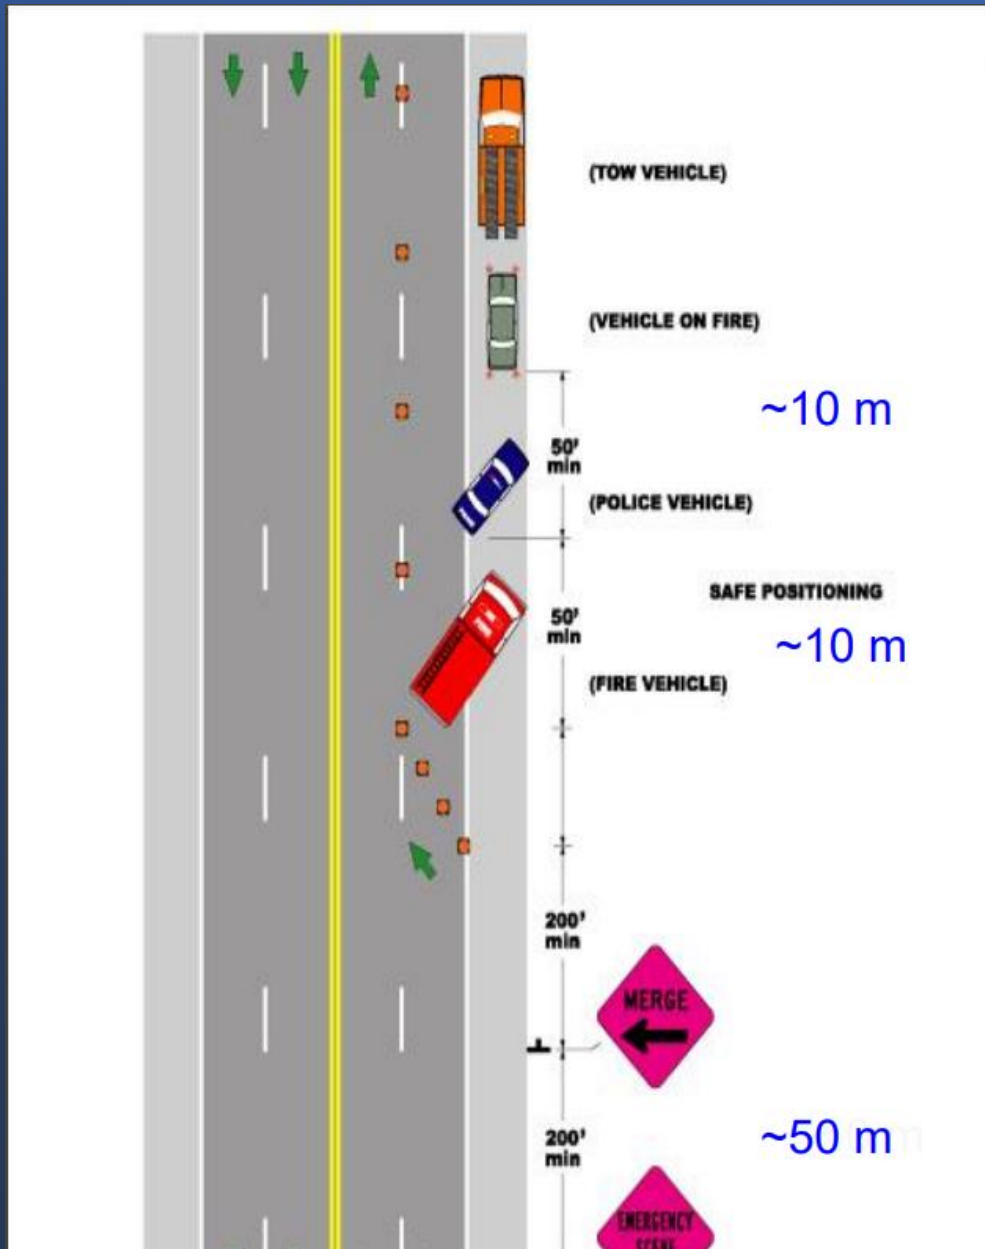 (TOW VEHICLE)
(VEHICLE ON FIRE)
~10 m
50'
min
(POLICE VEHICLE)
SAFE POSITIONING
50'
min
~10 m
(FIRE VEHICLE)
200'
min
MERGE
200'
min
~50 m
EMERGENCY
SCENE